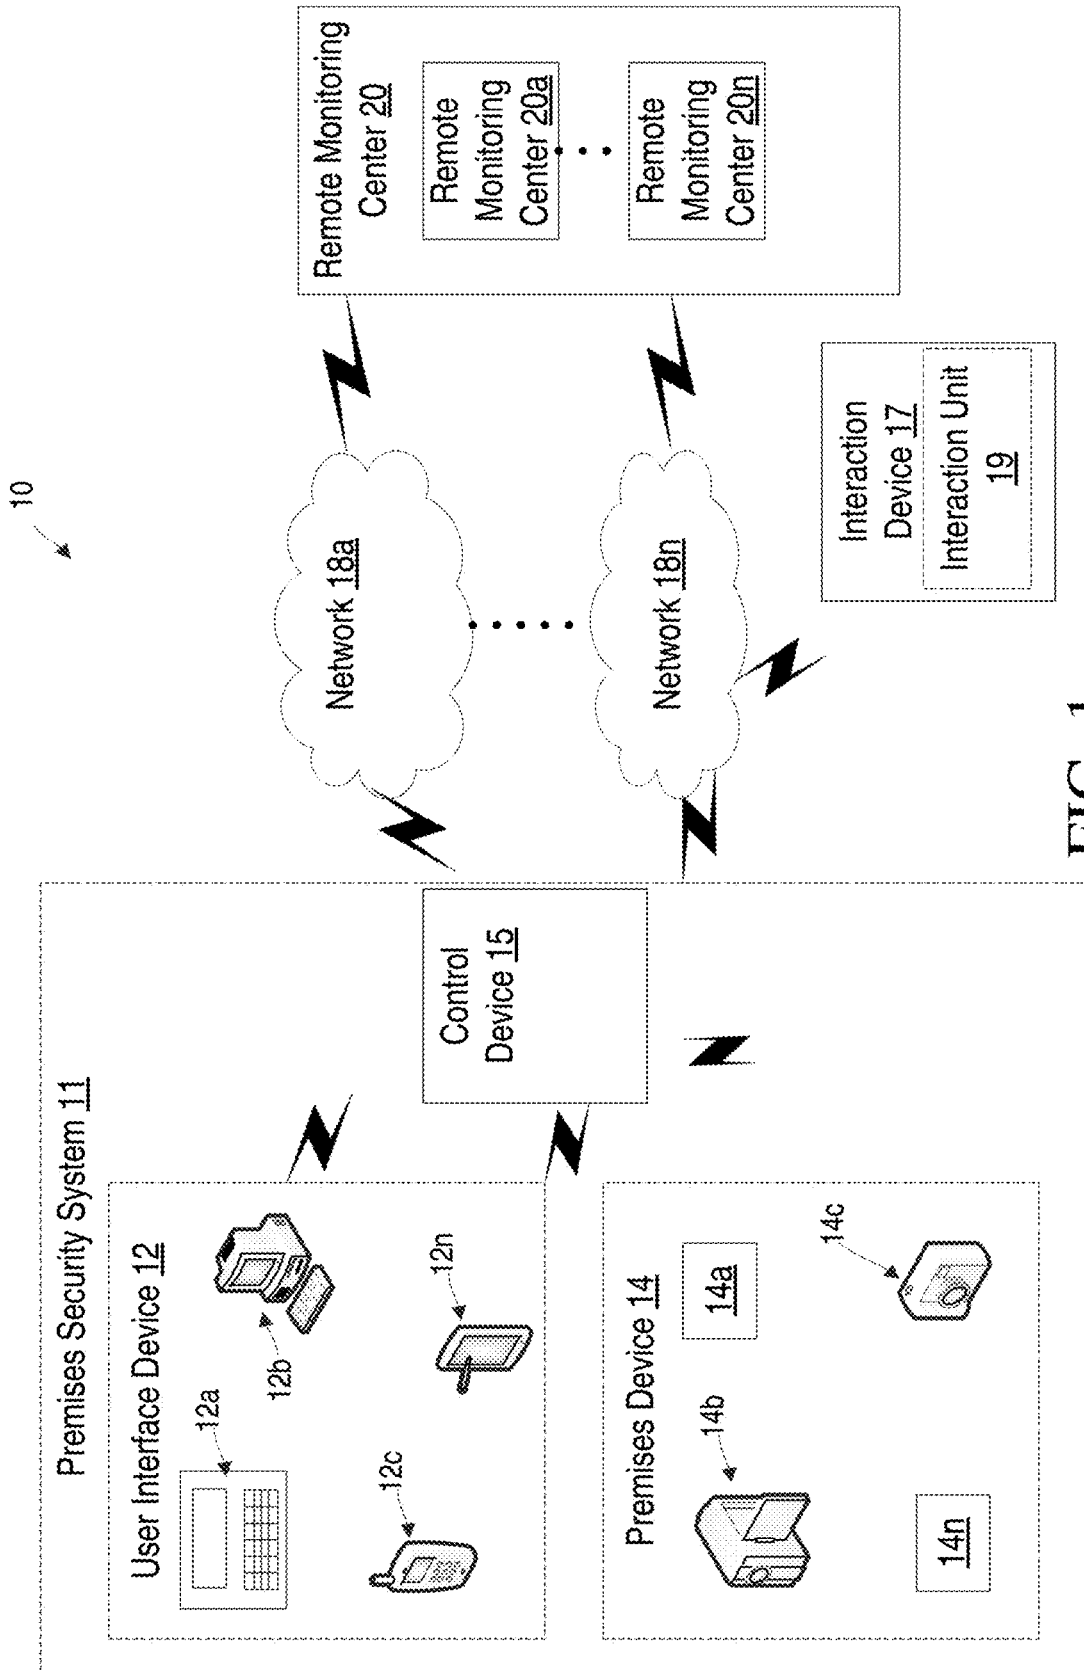 10
Premises Security System 11
User Interface Device 12
12a
12b
12c
12n
Premises Device 14
14a
14b
14c
14n
Control
Device 15
Network 18a
Network 18n
Remote Monitoring
Center 20
Remote
Monitoring
Center 20a
Remote
Monitoring
Center 20n
Interaction
Device 17
Interaction Unit
19
FIG. 1